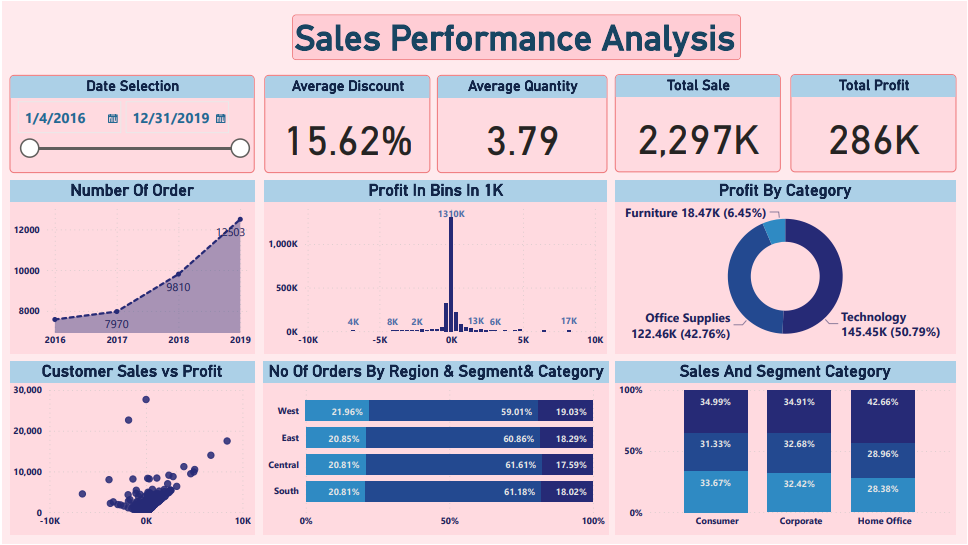 Sales Performance Analysis
Date Selection
1/4/2016 12/31/2019
Average Discount
15.62%
Average Quantity
3.79
Total Sale
2,297K
Total Profit
286K
Number Of Order
12000
10000
8000
12503
9810
7970
2016 2017 2018 2019
Profit In Bins In 1K
1310K
1,000K
500K
0K
4K 8K 2K 13K 6K 17K
-10K -5K 0K 5K 10K
Profit By Category
Furniture 18.47K (6.45%)
Office Supplies
122.46K (42.76%)
Technology
145.45K (50.79%)
Customer Sales vs Profit
30,000
20,000
10,000
0
-10K 0K 10K
No Of Orders By Region & Segment& Category
West 21.96% 59.01% 19.03%
East 20.85% 60.86% 18.29%
Central 20.81% 61.61% 17.59%
South 20.81% 61.18% 18.02%
0% 50% 100%
Sales And Segment Category
100%
50%
0%
34.99% 34.91% 42.66%
31.33% 32.68% 28.96%
33.67% 32.42% 28.38%
Consumer Corporate Home Office